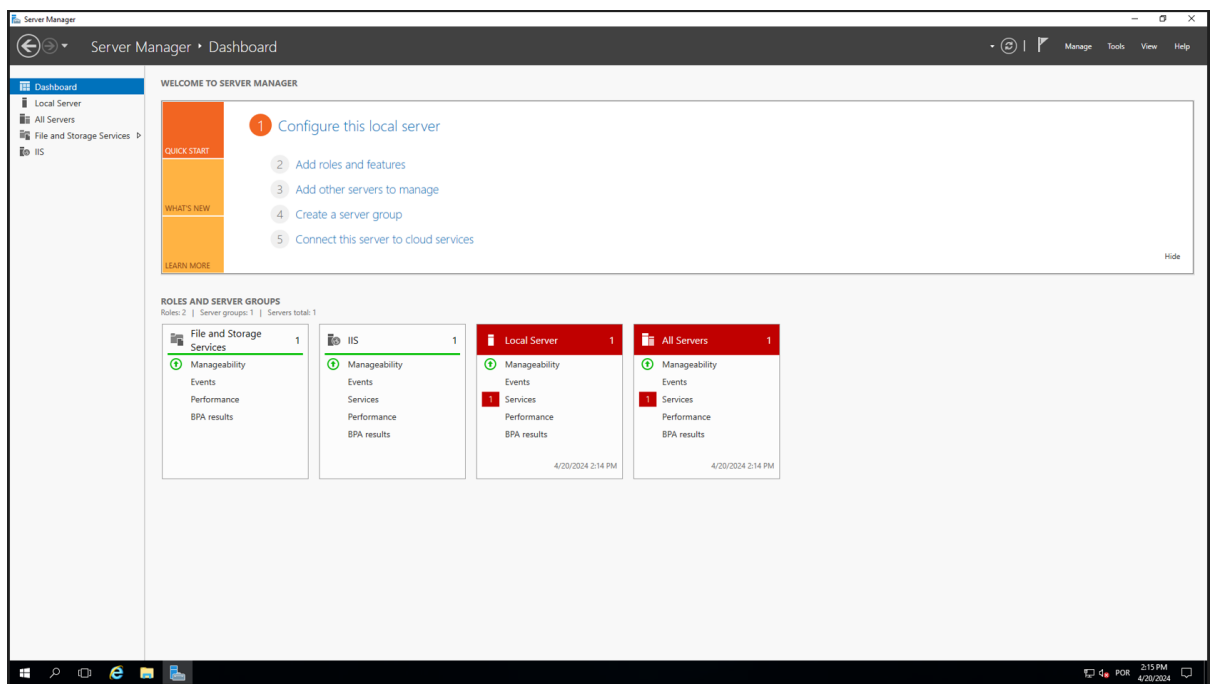 Server Manager
Server Manager • Dashboard
Manage Tools View Help
Dashboard
Local Server
All Servers
File and Storage Services
IIS
WELCOME TO SERVER MANAGER
QUICK START
WHAT'S NEW
LEARN MORE
1 Configure this local server
2 Add roles and features
3 Add other servers to manage
4 Create a server group
5 Connect this server to cloud services
Hide
ROLES AND SERVER GROUPS
Roles: 2 | Server groups: 1 | Servers total: 1
File and Storage
Services
1
Manageability
Events
Performance
BPA results
IIS 1
Manageability
Events
Services
Performance
BPA results
Local Server 1
Manageability
Events
1 Services
Performance
BPA results
4/20/2024 2:14 PM
All Servers 1
Manageability
Events
1 Services
Performance
BPA results
4/20/2024 2:14 PM
POR
2:15 PM
4/20/2024